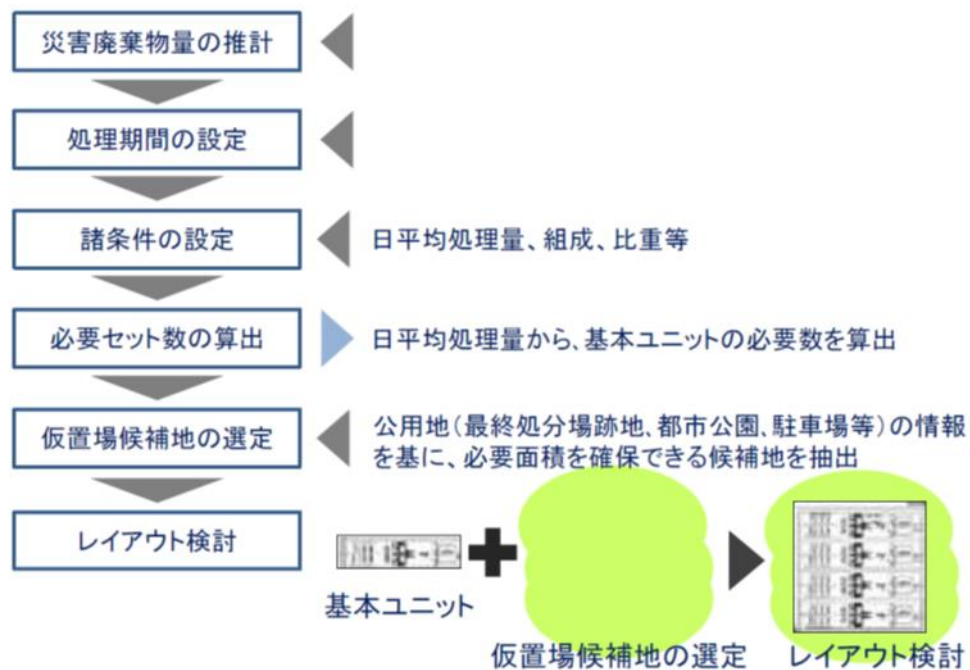 災害廃棄物量の推計
処理期間の設定
諸条件の設定
日平均処理量、組成、比重等
必要セット数の算出
日平均処理量から、基本ユニットの必要数を算出
仮置場候補地の選定
公用地(最終処分場跡地、都市公園、駐車場等)の情報
を基に、必要面積を確保できる候補地を抽出
レイアウト検討
基本ユニット
仮置場候補地の選定
レイアウト検討